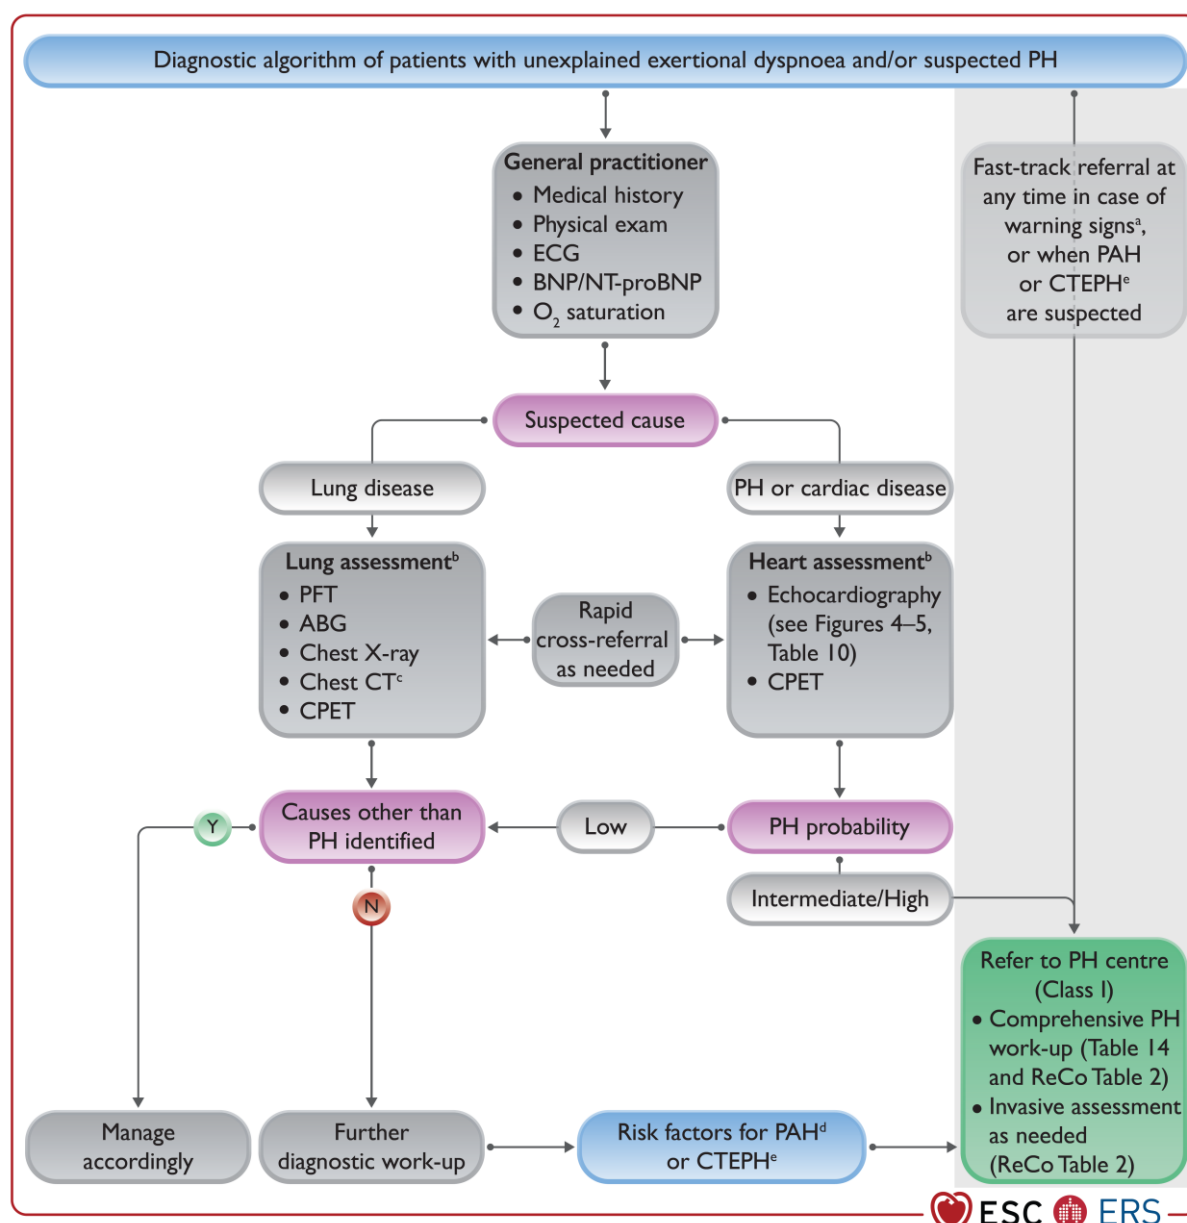 Diagnostic algorithm of patients with unexplained exertional dyspnoea and/or suspected PH
General practitioner
• Medical history
• Physical exam
• ECG
• BNP/NT-proBNP
• O₂ saturation
Fast-track referral at
any time in case of
warning signsᵃ,
or when PAH
or CTEPHᵉ
are suspected
Suspected cause
Lung disease
PH or cardiac disease
Lung assessmentᵇ
• PFT
• ABG
• Chest X-ray
• Chest CTᶜ
• CPET
Rapid
cross-referral
as needed
Heart assessmentᵇ
• Echocardiography
(see Figures 4–5,
Table 10)
• CPET
Y
Causes other than
PH identified
Low
PH probability
N
Intermediate/High
Refer to PH centre
(Class I)
• Comprehensive PH
work-up (Table 14
and ReCo Table 2)
• Invasive assessment
as needed
(ReCo Table 2)
Manage
accordingly
Further
diagnostic work-up
Risk factors for PAHᵈ
or CTEPHᵉ
ESC ERS